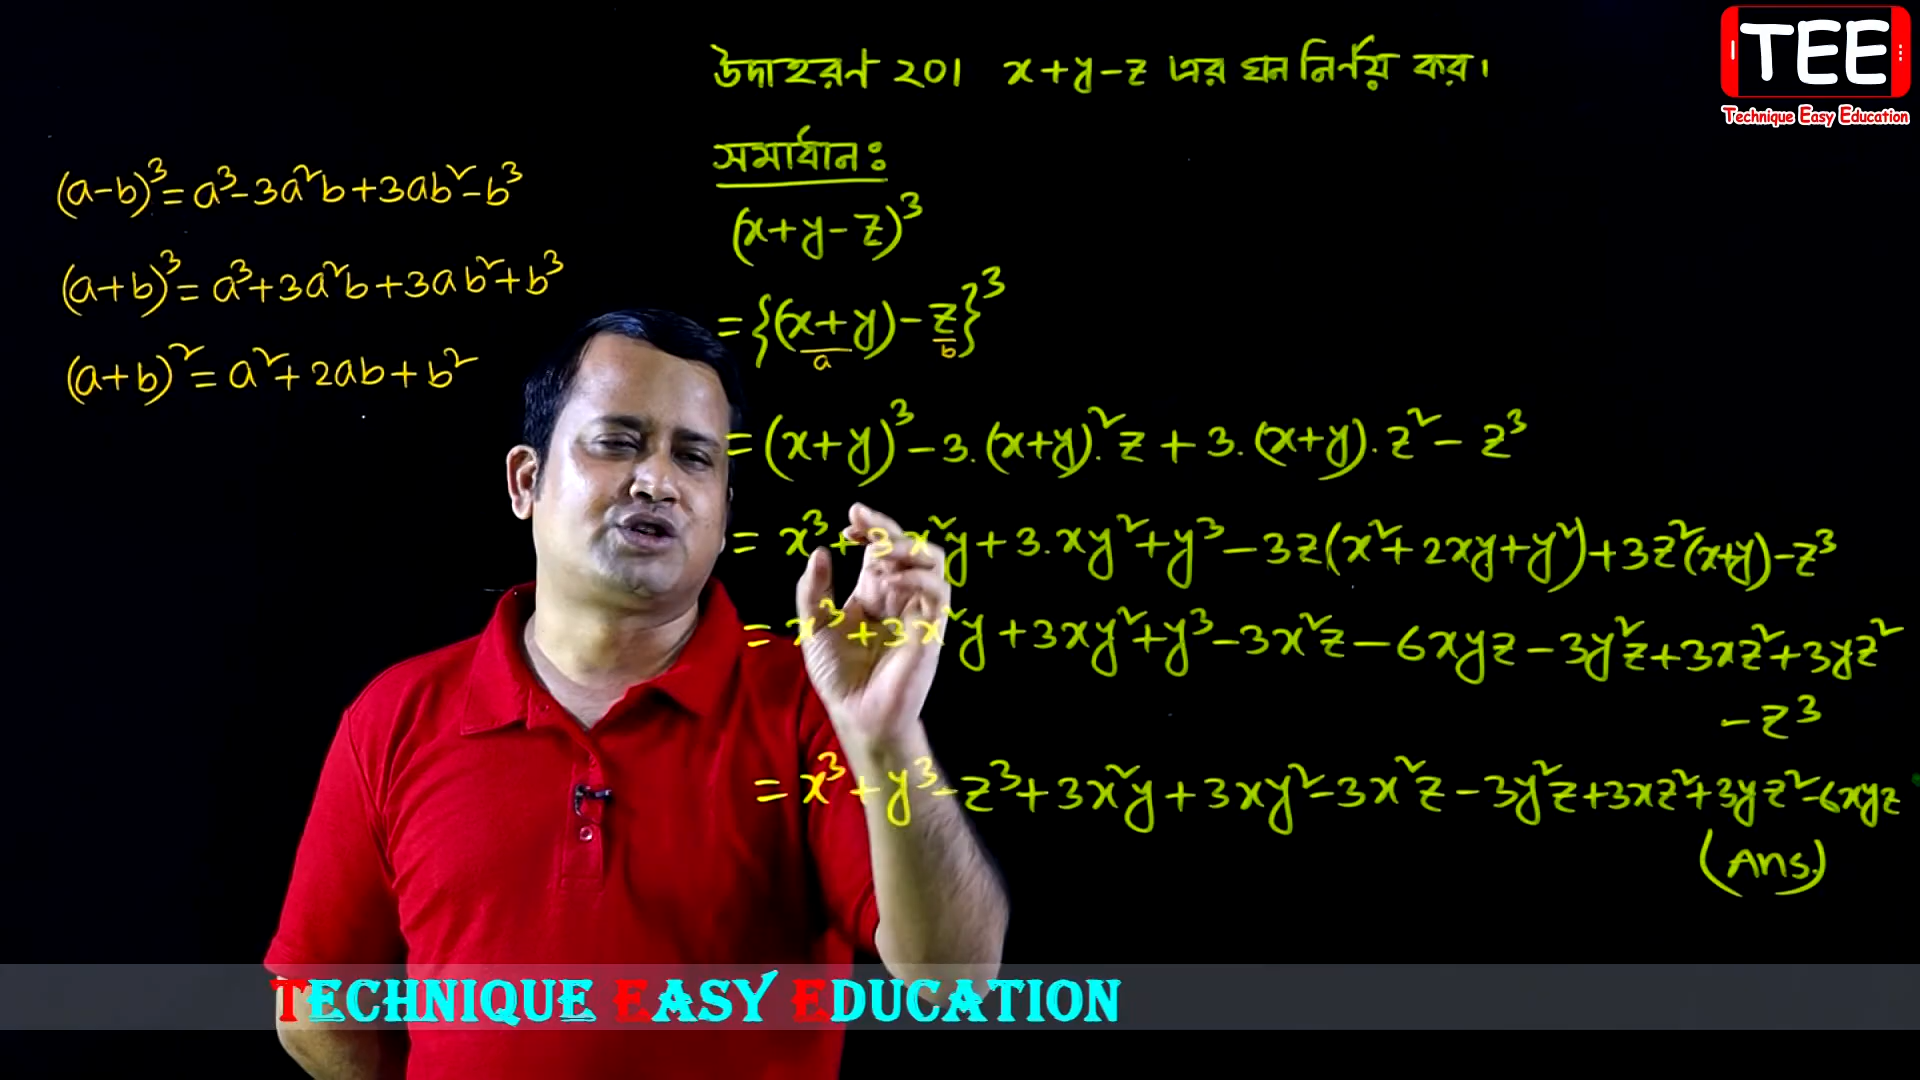 TEE
Technique Easy Education
উদাহরণ ২০। x+y-z এর ঘন নির্ণয় কর।
সমাধানঃ
(a-b)³ = a³-3a²b+3ab²-b³
(a+b)³ = a³+3a²b+3ab²+b³
(a+b)² = a²+2ab+b²
(x+y-z)³
= {(x+y)-z}³
a b
= (x+y)³-3.(x+y)².z+3.(x+y).z²-z³
= x³+3x²y+3.xy²+y³-3z(x²+2xy+y²)+3z²(x+y)-z³
= x³+3x²y+3xy²+y³-3x²z-6xyz-3y²z+3xz²+3yz²
-z³
= x³+y³-z³+3x²y+3xy²-3x²z-3y²z+3xz²+3yz²-6xyz
(Ans.)
TECHNIQUE EASY EDUCATION